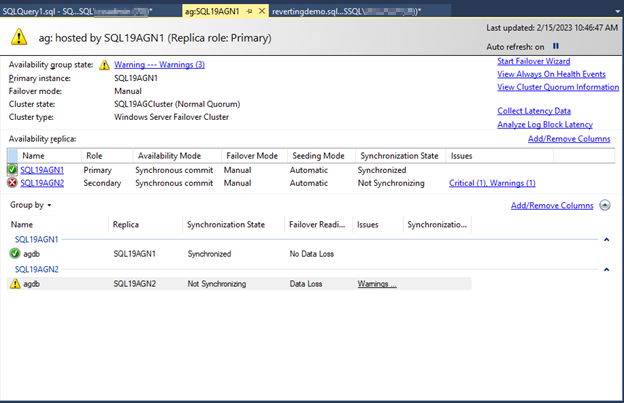 SQLQuery1.sql - SQ...SQL\ )*
ag:SQL19AGN1
revertingdemo.sql...SSQL\ )*
ag: hosted by SQL19AGN1 (Replica role: Primary)
Last updated: 2/15/2023 10:46:47 AM
Auto refresh: on
Availability group state: Warning --- Warnings (3)
Start Failover Wizard
Primary instance: SQL19AGN1
View Always On Health Events
Failover mode: Manual
View Cluster Quorum Information
Cluster state: SQL19AGCluster (Normal Quorum)
Cluster type: Windows Server Failover Cluster
Collect Latency Data
Analyze Log Block Latency
Availability replica:
Add/Remove Columns
Name Role Availability Mode Failover Mode Seeding Mode Synchronization State Issues
SQL19AGN1 Primary Synchronous commit Manual Automatic Synchronized
SQL19AGN2 Secondary Synchronous commit Manual Automatic Not Synchronizing Critical (1), Warnings (1)
Group by
Add/Remove Columns
Name Replica Synchronization State Failover Readi... Issues Synchronizatio...
SQL19AGN1
agdb SQL19AGN1 Synchronized No Data Loss
SQL19AGN2
agdb SQL19AGN2 Not Synchronizing Data Loss Warnings ...